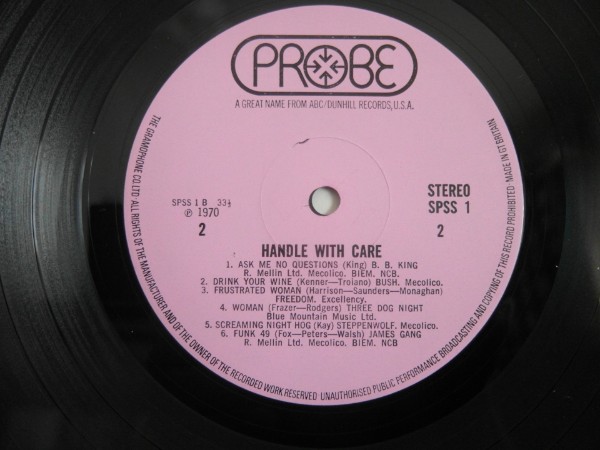 PROBE
A GREAT NAME FROM ABC/DUNHILL RECORDS, U.S.A.
SPSS 1 B 33⅓
℗ 1970
2
STEREO
SPSS 1
2
HANDLE WITH CARE
1. ASK ME NO QUESTIONS (King) B. B. KING
R. Mellin Ltd. Mecolico. BIEM. NCB.
2. DRINK YOUR WINE (Kenner—Troiano) BUSH. Mecolico.
3. FRUSTRATED WOMAN (Harrison—Saunders—Monaghan)
FREEDOM. Excellency.
4. WOMAN (Frazer—Rodgers) THREE DOG NIGHT
Blue Mountain Music Ltd.
5. SCREAMING NIGHT HOG (Kay) STEPPENWOLF. Mecolico.
6. FUNK 49 (Fox—Peters—Walsh) JAMES GANG
R. Mellin Ltd. Mecolico. BIEM. NCB
THE GRAMOPHONE CO. LTD. ALL RIGHTS OF THE MANUFACTURER AND OF THE OWNER OF THE RECORDED WORK RESERVED UNAUTHORISED PUBLIC PERFORMANCE BROADCASTING AND COPYING OF THIS RECORD PROHIBITED · MADE IN GT BRITAIN